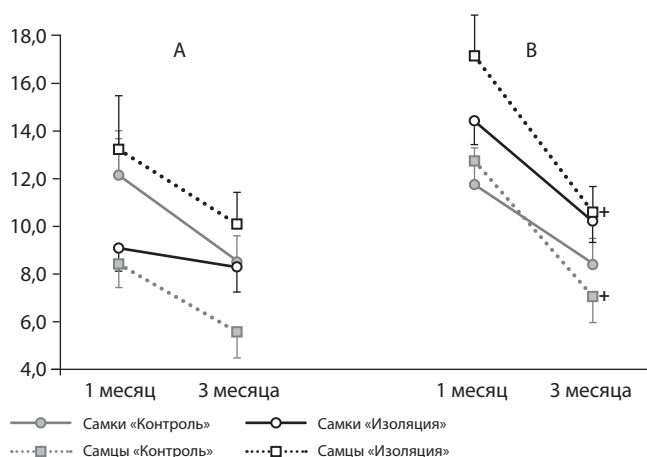 18,0
16,0
14,0
12,0
10,0
8,0
6,0
4,0
A
B
+
+
1 месяц 3 месяца 1 месяц 3 месяца
Самки «Контроль» Самки «Изоляция»
Самцы «Контроль» Самцы «Изоляция»